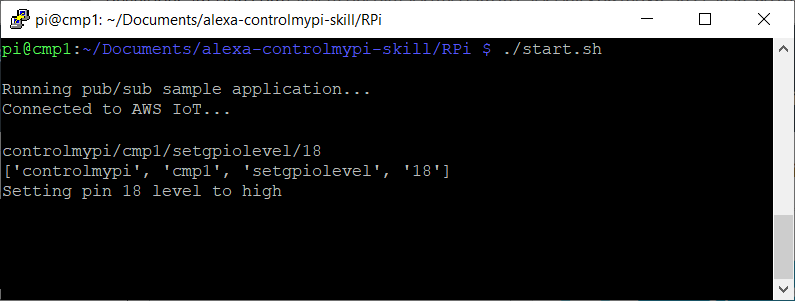 pi@cmp1: ~/Documents/alexa-controlmypi-skill/RPi
pi@cmp1:~/Documents/alexa-controlmypi-skill/RPi $ ./start.sh
Running pub/sub sample application...
Connected to AWS IoT...
controlmypi/cmp1/setgpiolevel/18
['controlmypi', 'cmp1', 'setgpiolevel', '18']
Setting pin 18 level to high